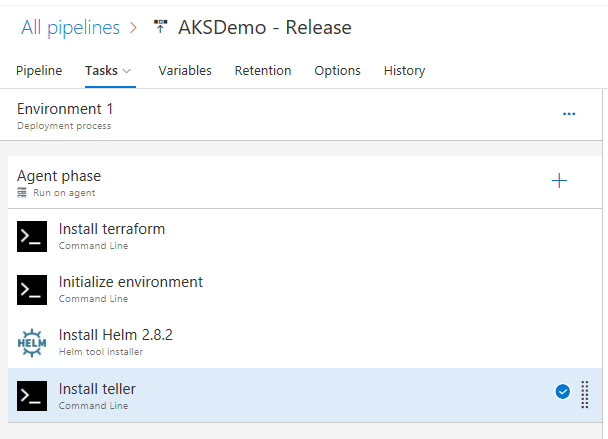 All pipelines > AKSDemo - Release
Pipeline Tasks Variables Retention Options History
Environment 1
Deployment process
...
Agent phase
Run on agent
Install terraform
Command Line
Initialize environment
Command Line
HELM
Install Helm 2.8.2
Helm tool installer
Install teller
Command Line